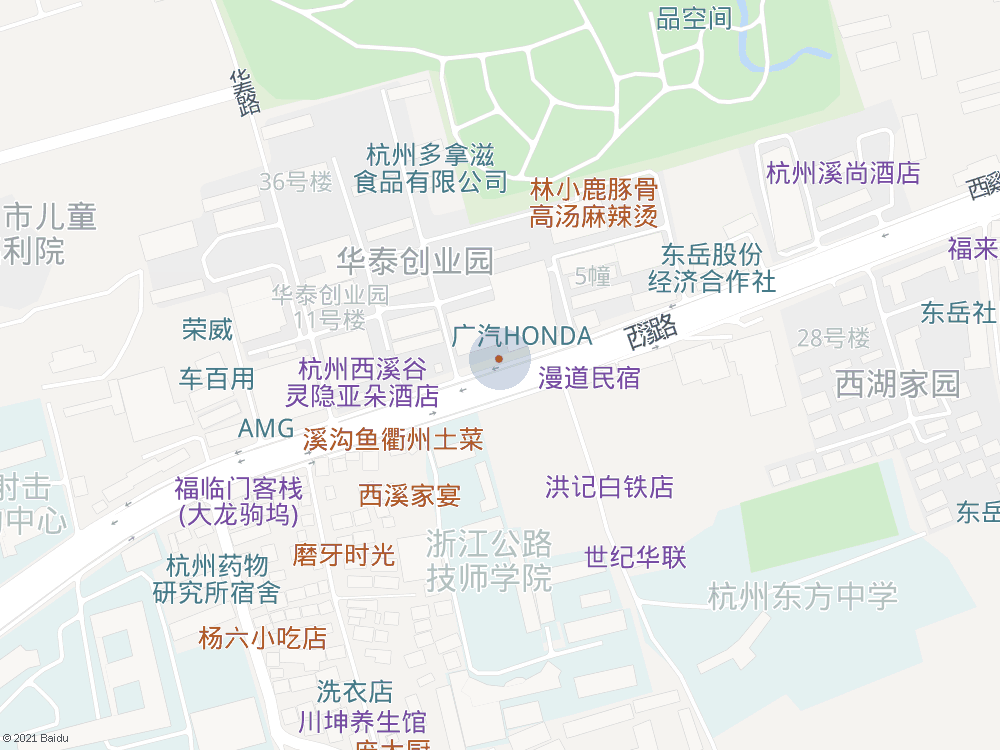 品空间
华泰路
杭州多拿滋
食品有限公司
36号楼
林小鹿豚骨
高汤麻辣烫
杭州溪尚酒店
西溪
市儿童
利院
华泰创业园
东岳股份
经济合作社
福来
5幢
华泰创业园
11号楼
荣威
广汽HONDA
西溪路
东岳社
28号楼
杭州西溪谷
灵隐亚朵酒店
车百用
漫道民宿
西湖家园
AMG
溪沟鱼衢州土菜
福临门客栈
(大龙驹坞)
西溪家宴
洪记白铁店
射击
中心
东岳
杭州药物
研究所宿舍
磨牙时光
浙江公路
技师学院
世纪华联
杭州东方中学
杨六小吃店
洗衣店
川坤养生馆
© 2021 Baidu